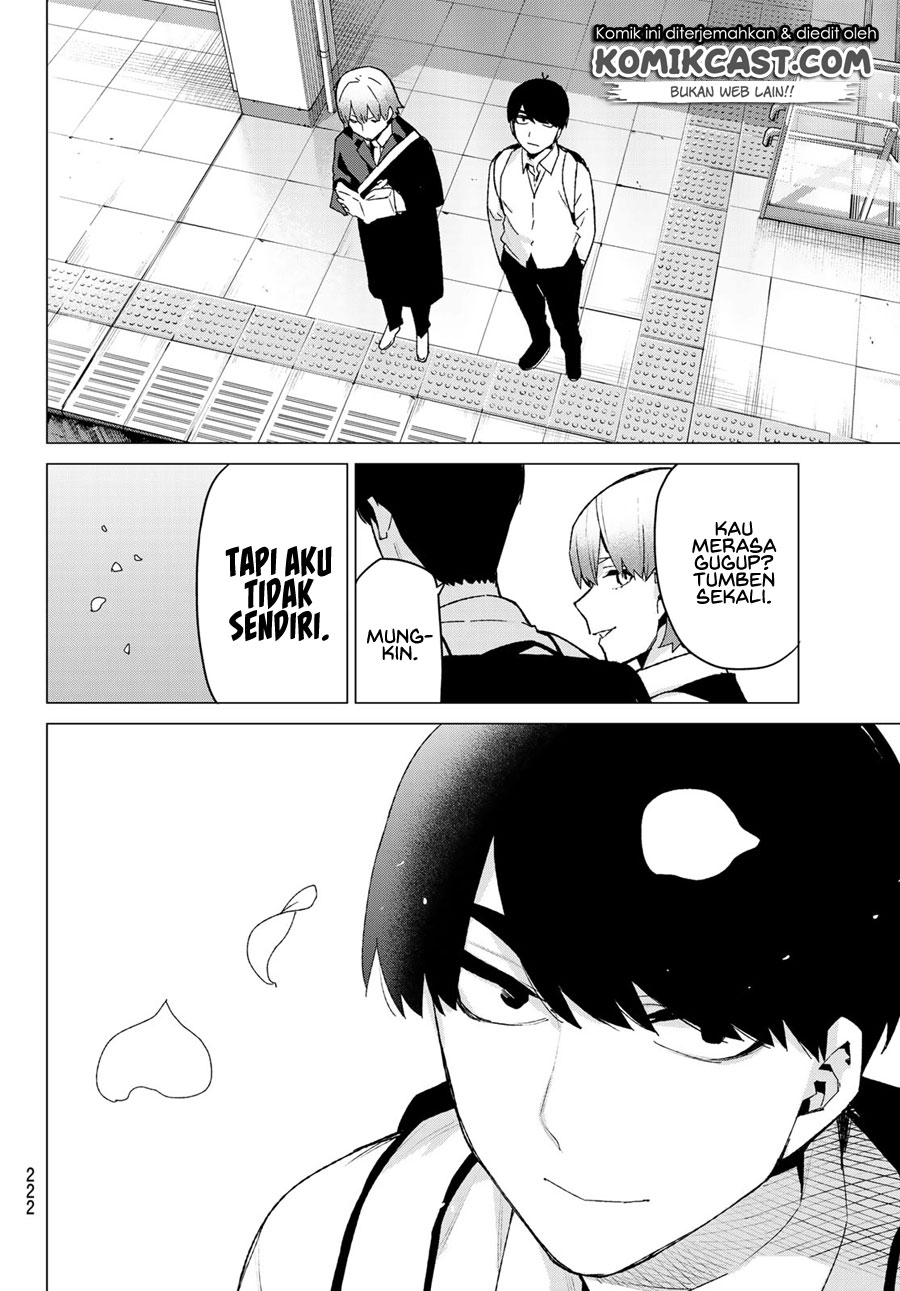 Komik ini diterjemahkan & diedit oleh
KOMIKCAST.COM
BUKAN WEB LAIN!!
KAU
MERASA
GUGUP?
TUMBEN
SEKALI.
MUNG-
KIN.
TAPI AKU
TIDAK
SENDIRI.
222